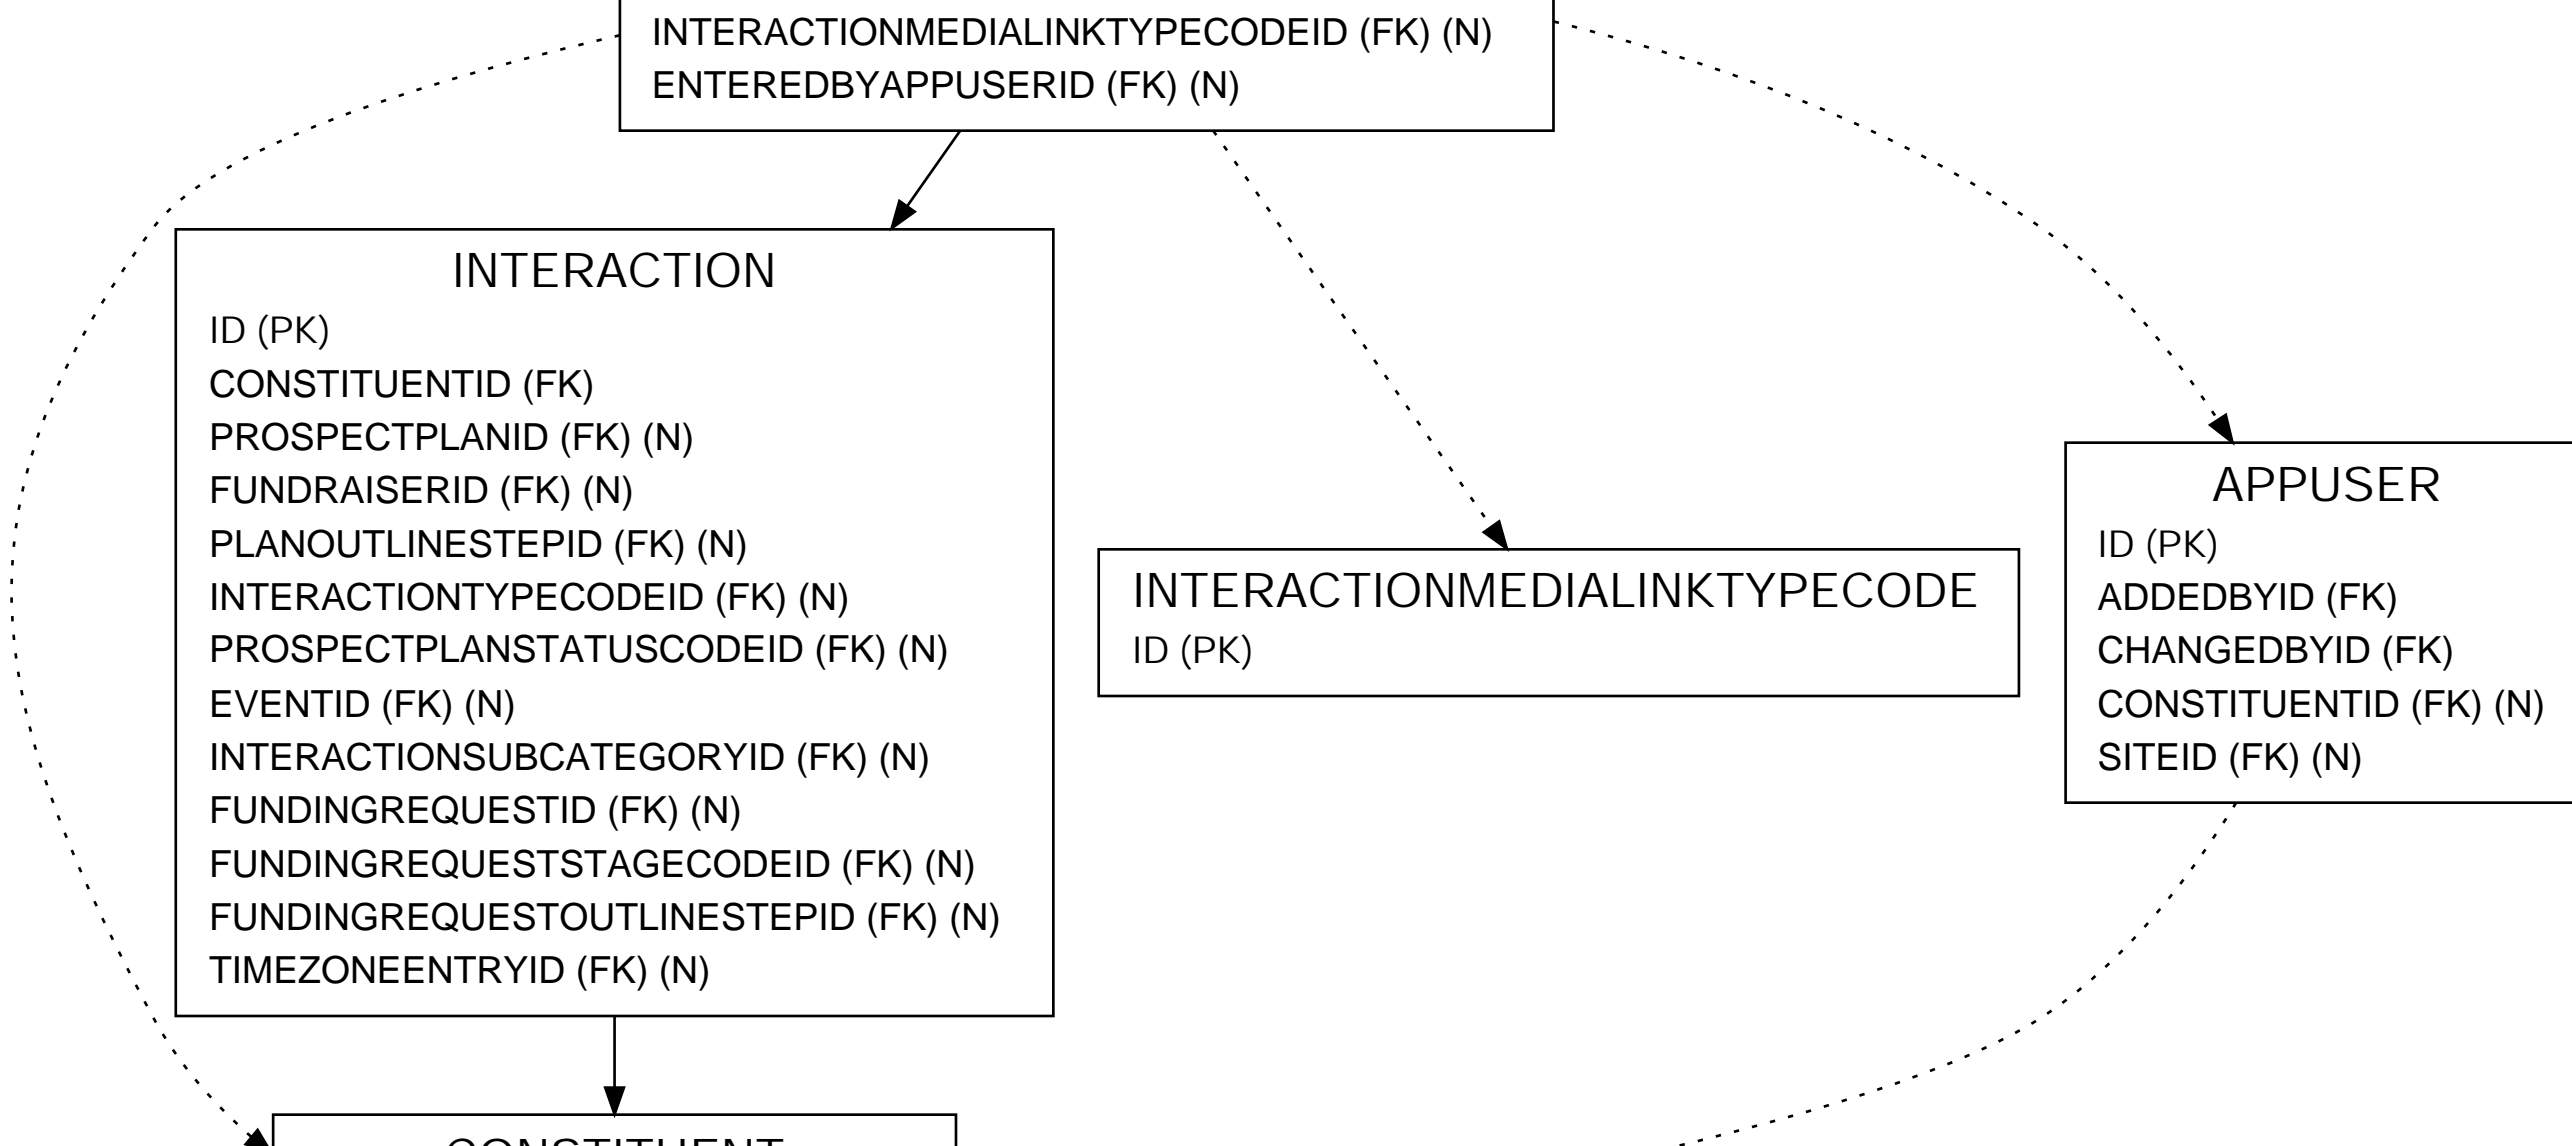 INTERACTIONMEDIALINKTYPECODEID (FK) (N)
ENTEREDBYAPPUSERID (FK) (N)
INTERACTION
ID (PK)
CONSTITUENTID (FK)
PROSPECTPLANID (FK) (N)
FUNDRAISERID (FK) (N)
PLANOUTLINESTEPID (FK) (N)
INTERACTIONTYPECODEID (FK) (N)
PROSPECTPLANSTATUSCODEID (FK) (N)
EVENTID (FK) (N)
INTERACTIONSUBCATEGORYID (FK) (N)
FUNDINGREQUESTID (FK) (N)
FUNDINGREQUESTSTAGECODEID (FK) (N)
FUNDINGREQUESTOUTLINESTEPID (FK) (N)
TIMEZONEENTRYID (FK) (N)
INTERACTIONMEDIALINKTYPECODE
ID (PK)
APPUSER
ID (PK)
ADDEDBYID (FK)
CHANGEDBYID (FK)
CONSTITUENTID (FK) (N)
SITEID (FK) (N)
CONSTITUENT